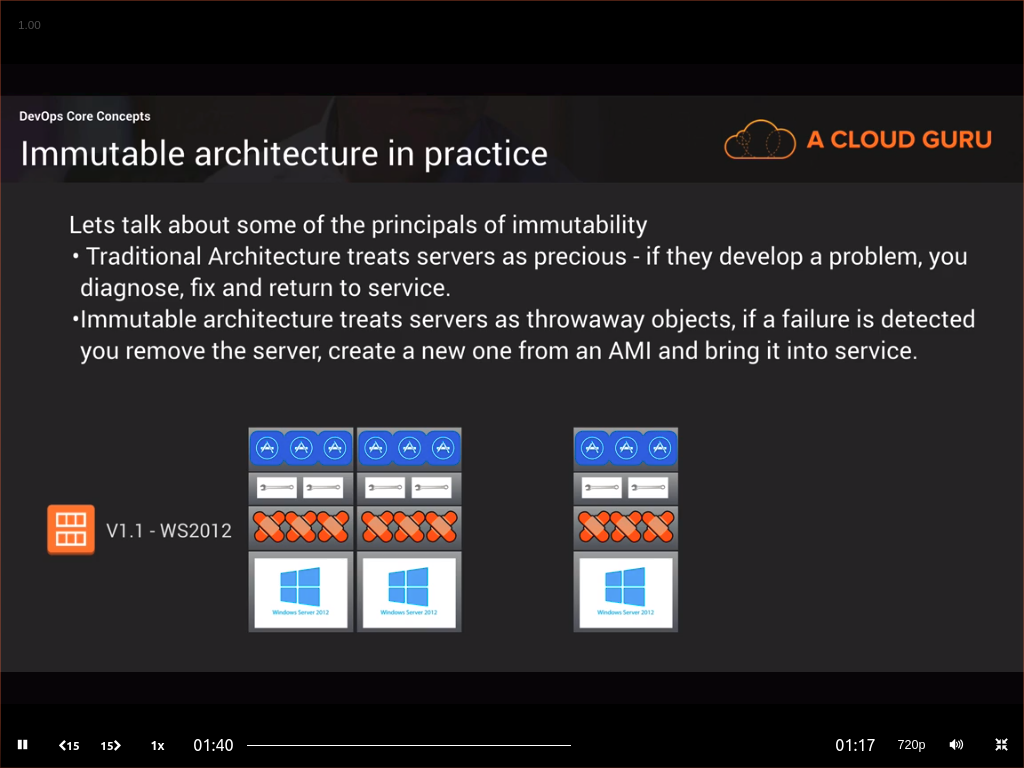 1.00
DevOps Core Concepts
Immutable architecture in practice
A CLOUD GURU
Lets talk about some of the principals of immutability
• Traditional Architecture treats servers as precious - if they develop a problem, you
diagnose, fix and return to service.
•Immutable architecture treats servers as throwaway objects, if a failure is detected
you remove the server, create a new one from an AMI and bring it into service.
V1.1 - WS2012
Windows Server 2012
Windows Server 2012
Windows Server 2012
15
15
1x
01:40
01:17
720p